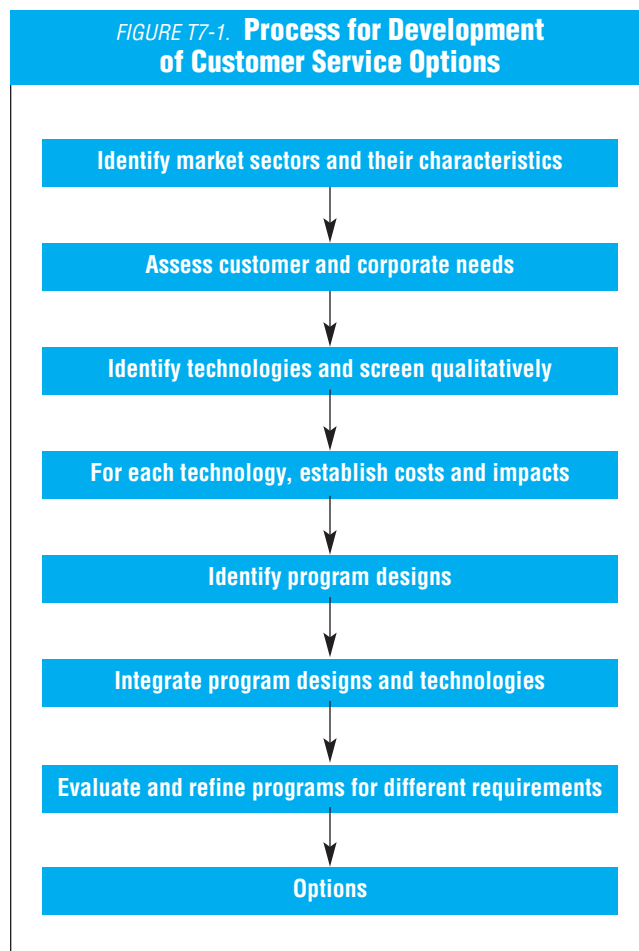 FIGURE T7-1. Process for Development
of Customer Service Options
Identify market sectors and their characteristics
Assess customer and corporate needs
Identify technologies and screen qualitatively
For each technology, establish costs and impacts
Identify program designs
Integrate program designs and technologies
Evaluate and refine programs for different requirements
Options